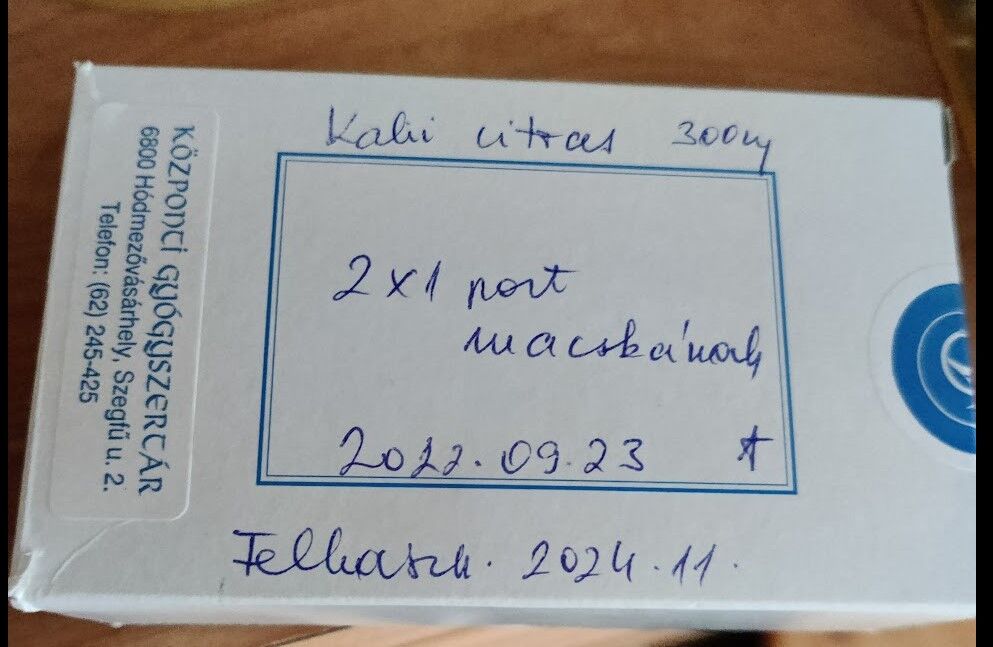 Kalii citras 300mg
2x1 port
macskának
2022.09.23
Felhaszn. 2024.11.
KÖZPONTI GYÓGYSZERTÁR
6800 Hódmezővásárhely, Szegfű u. 2.
Telefon: (62) 245-425